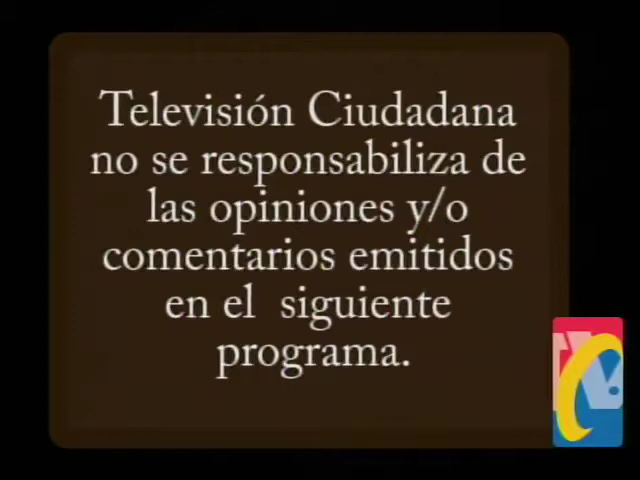 Televisión Ciudadana
no se responsabiliza de
las opiniones y/o
comentarios emitidos
en el siguiente
programa.